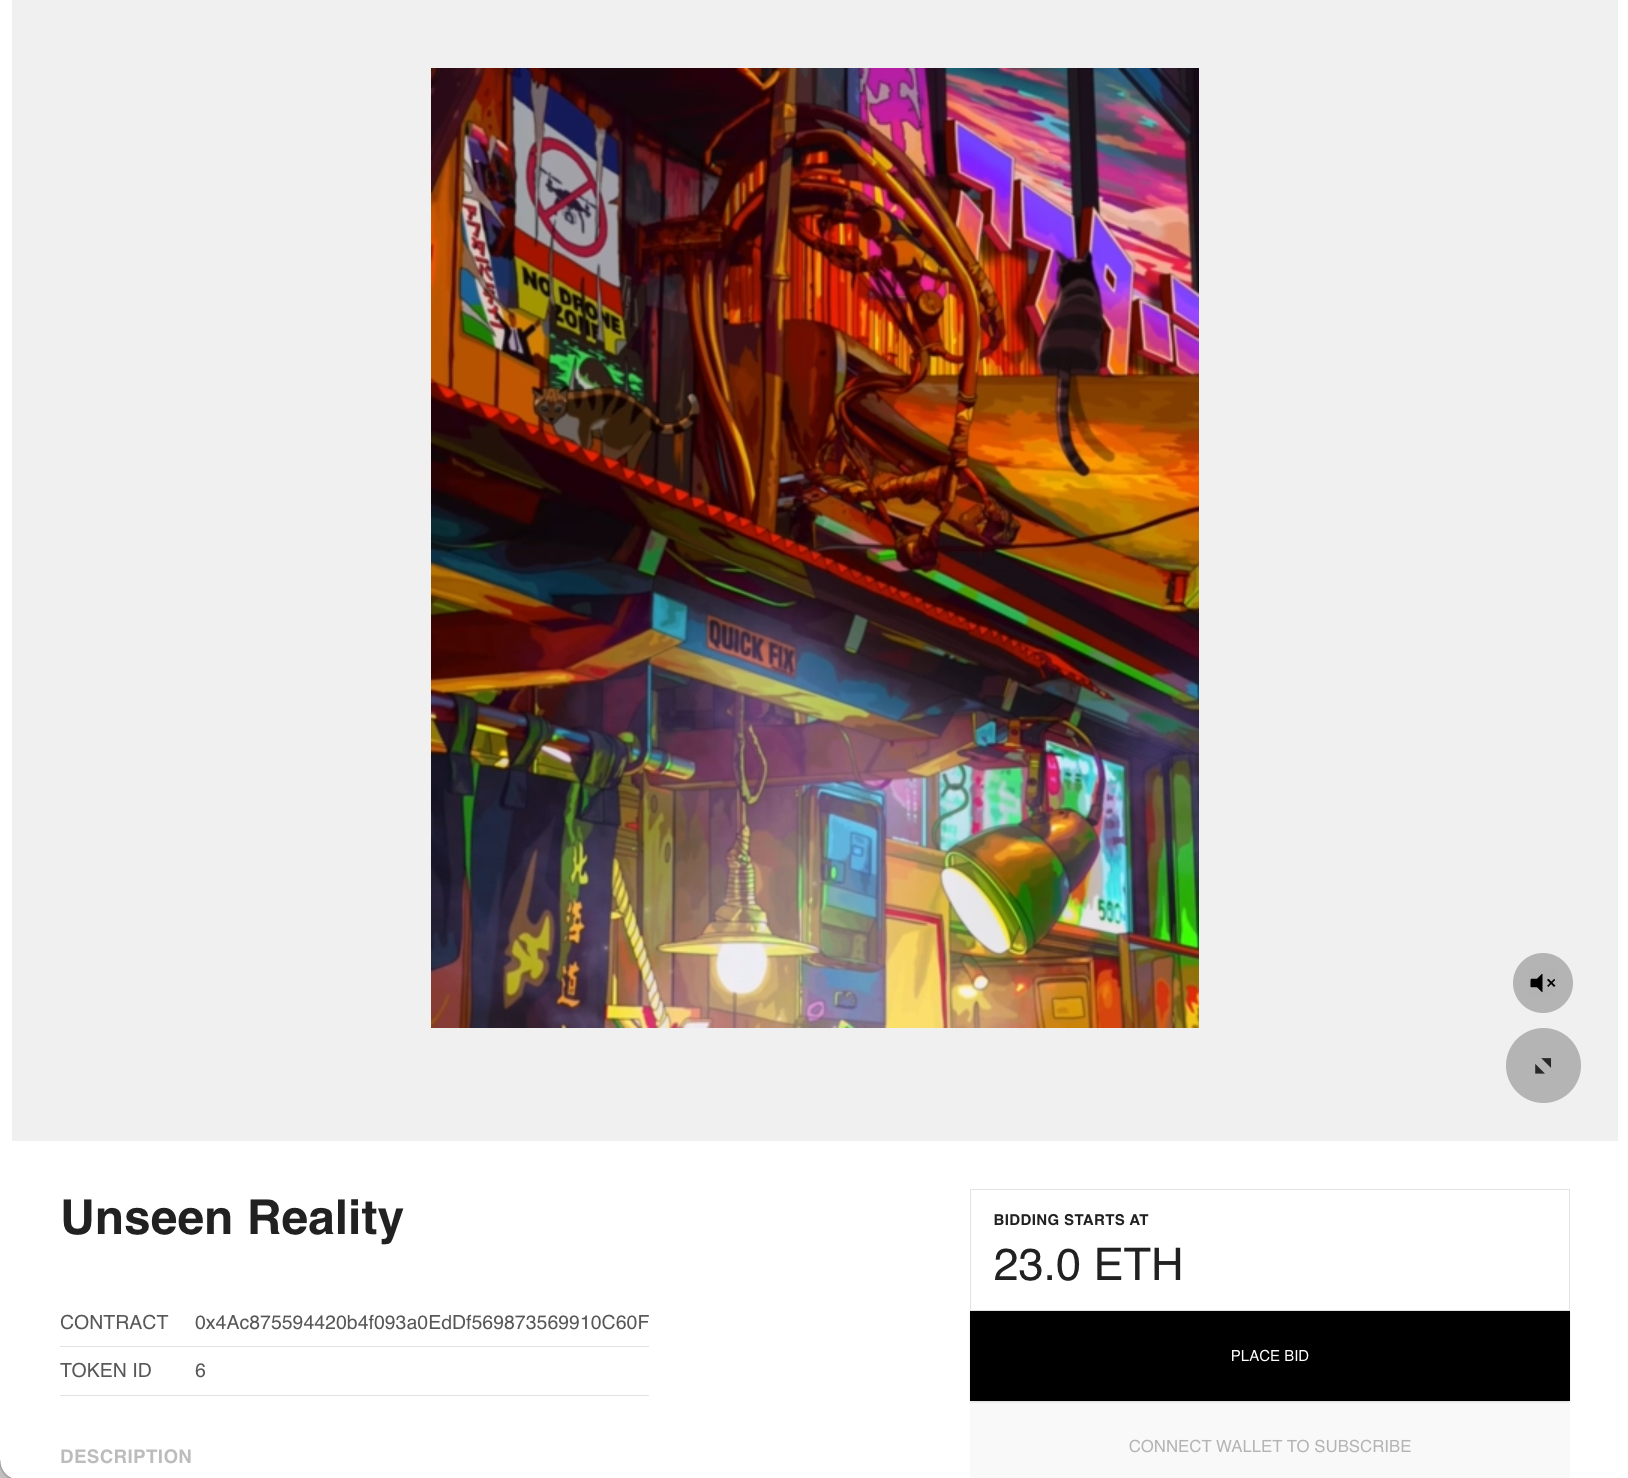 NO DRONE
ZONE
QUICK FIX
Unseen Reality
CONTRACT 0x4Ac875594420b4f093a0EdDf569873569910C60F
TOKEN ID 6
DESCRIPTION
BIDDING STARTS AT
23.0 ETH
PLACE BID
CONNECT WALLET TO SUBSCRIBE